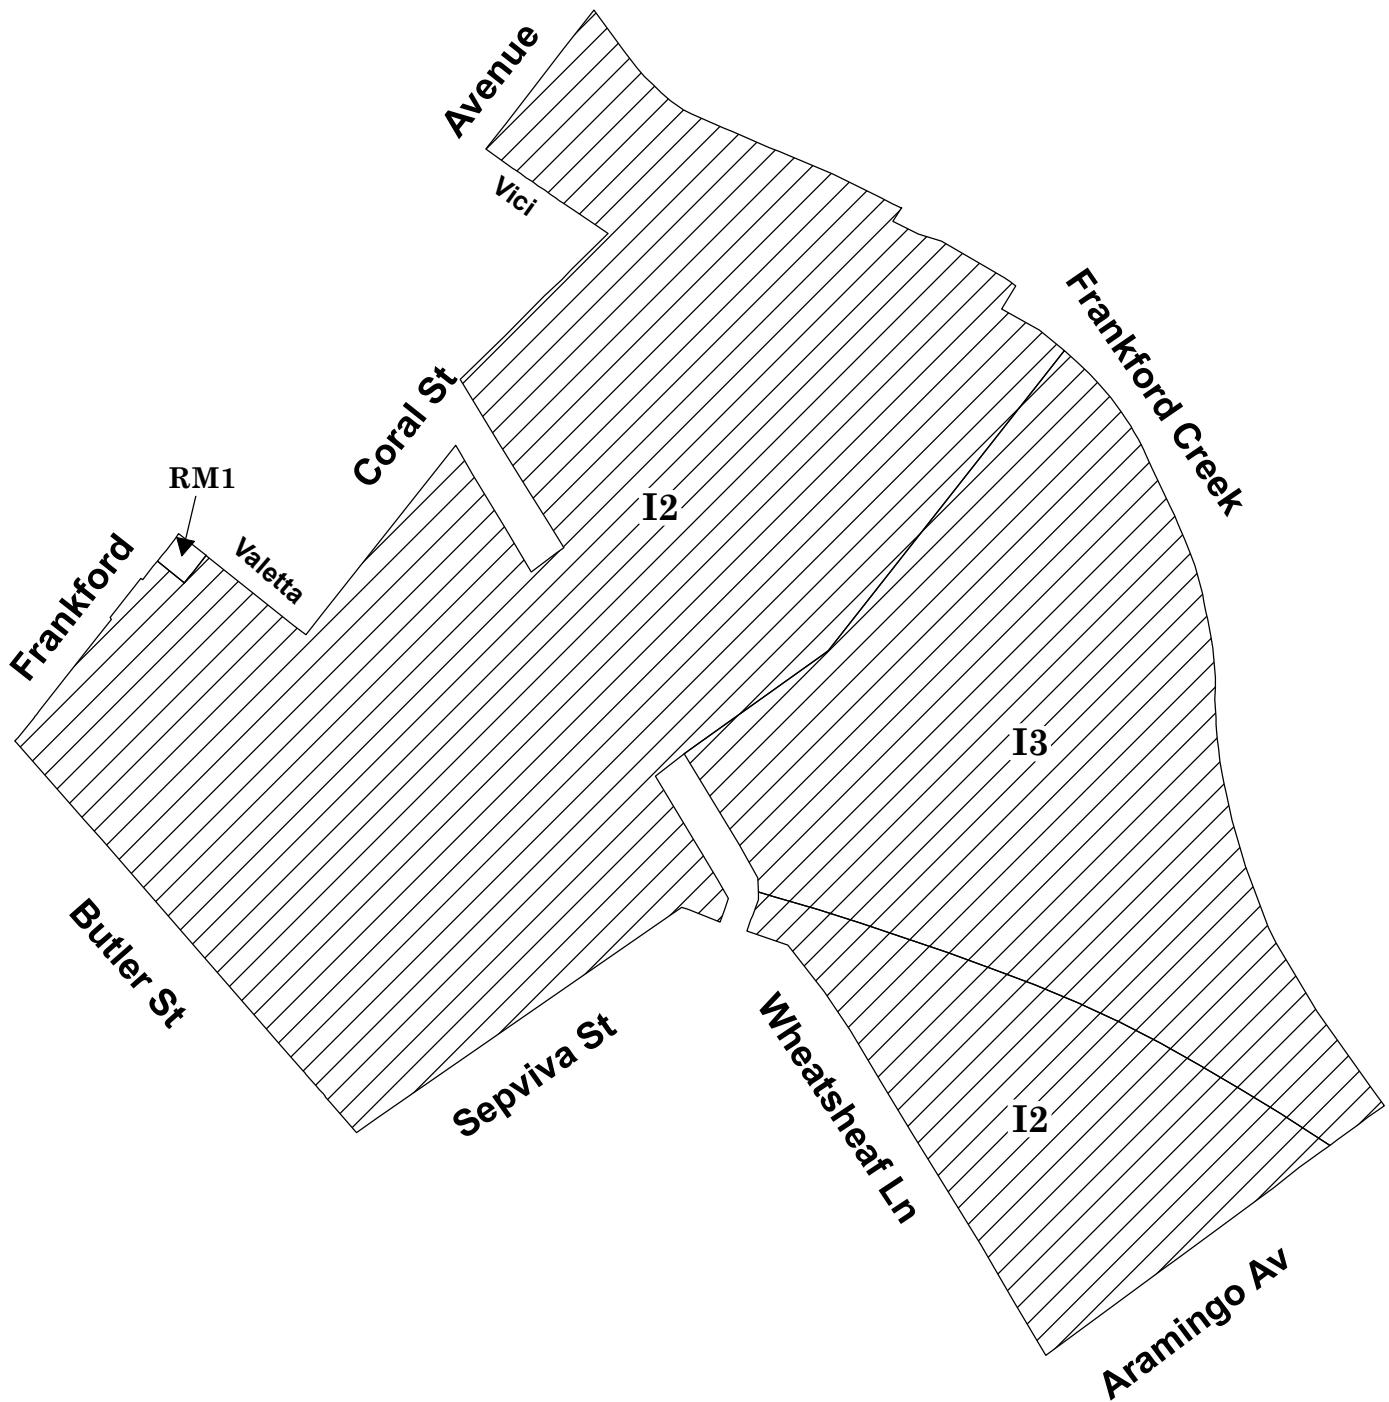 Avenue
Vici
Frankford Creek
Coral St
RM1
I2
Valetta
Frankford
I3
Butler St
Sepviva St
Wheatsheaf Ln
I2
Aramingo Av